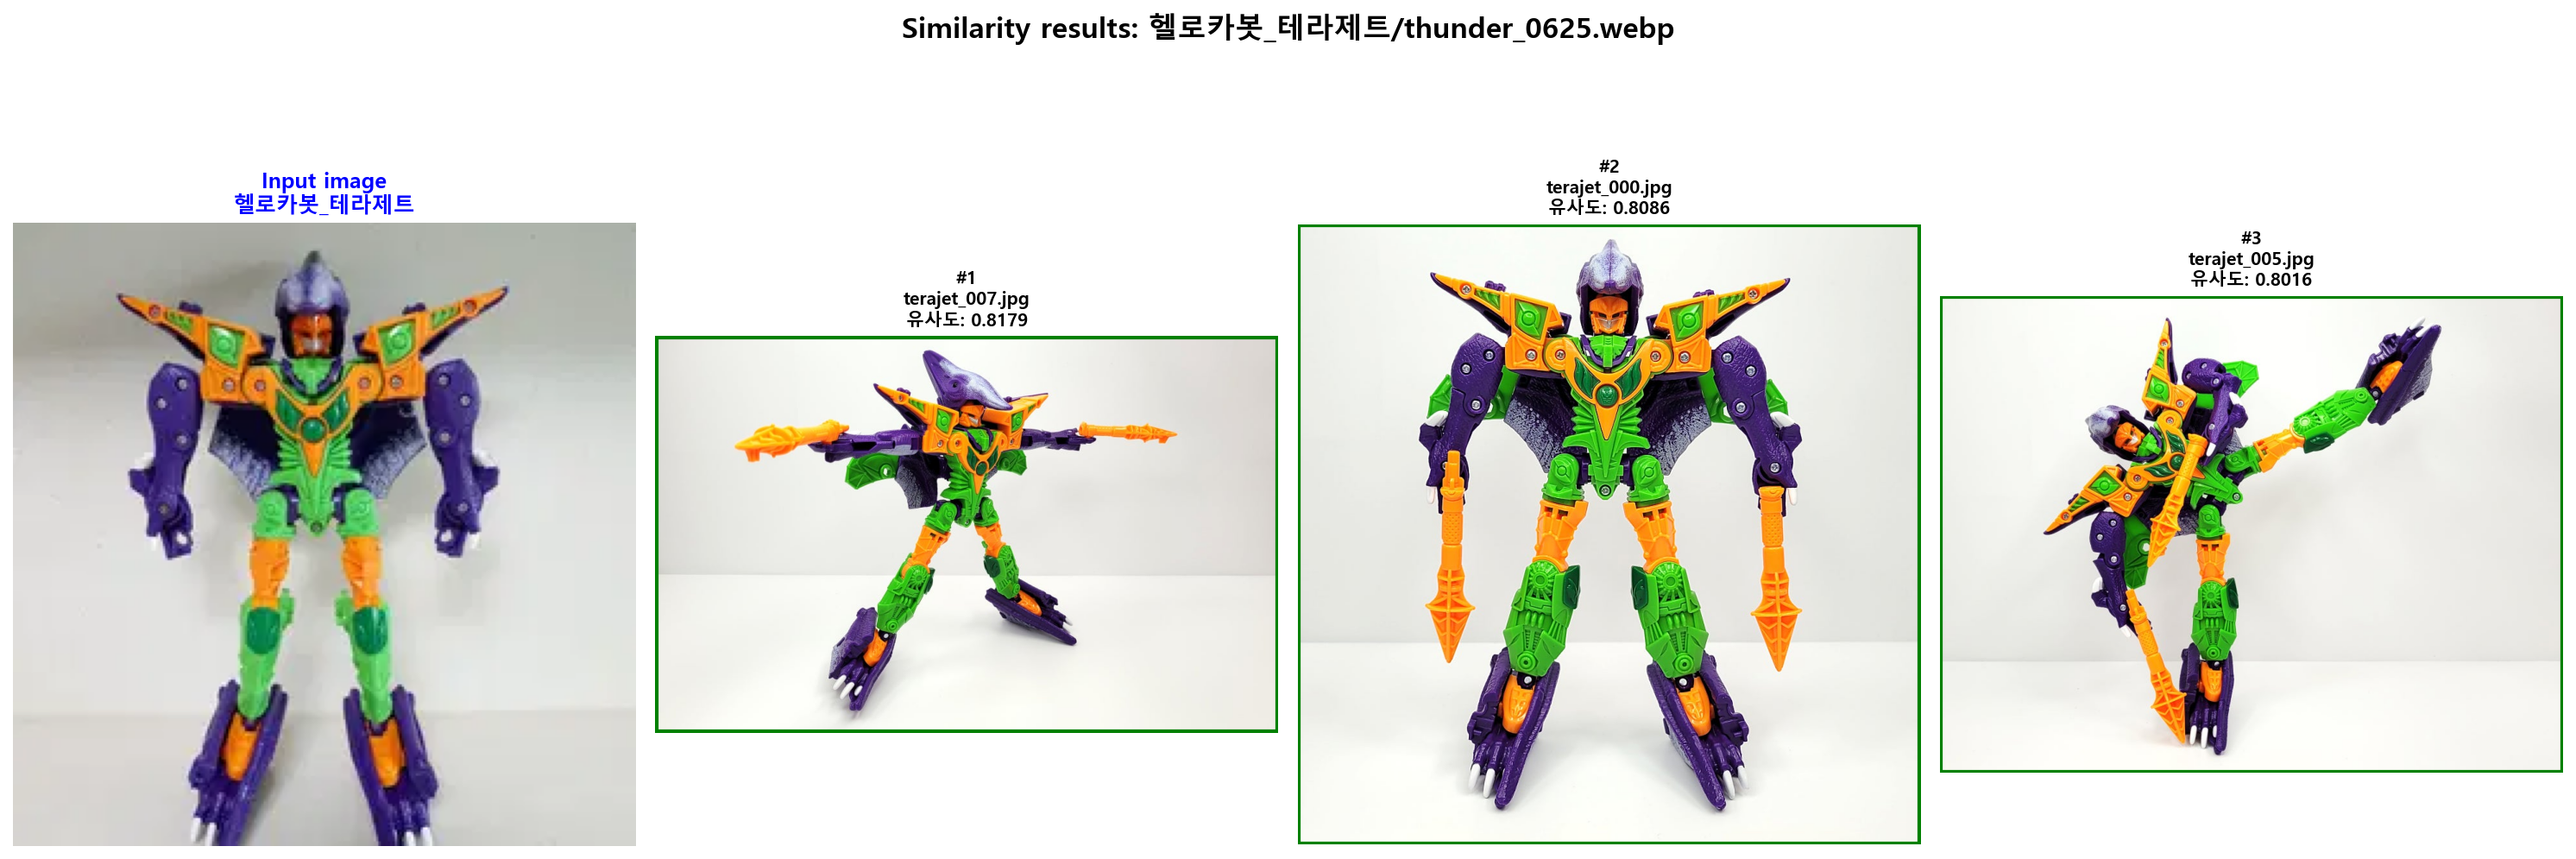 Similarity results: 헬로카봇_테라제트/thunder_0625.webp
Input image
헬로카봇_테라제트
#1
terajet_007.jpg
유사도: 0.8179
#2
terajet_000.jpg
유사도: 0.8086
#3
terajet_005.jpg
유사도: 0.8016